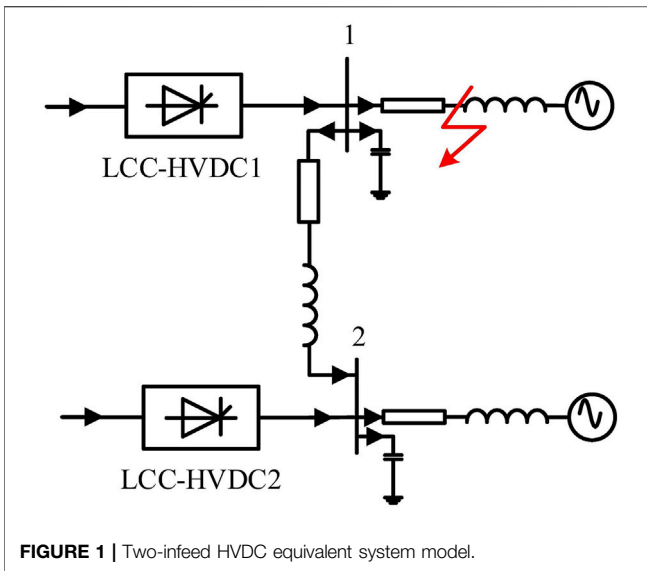 1
LCC-HVDC1
2
LCC-HVDC2
FIGURE 1 | Two-infeed HVDC equivalent system model.